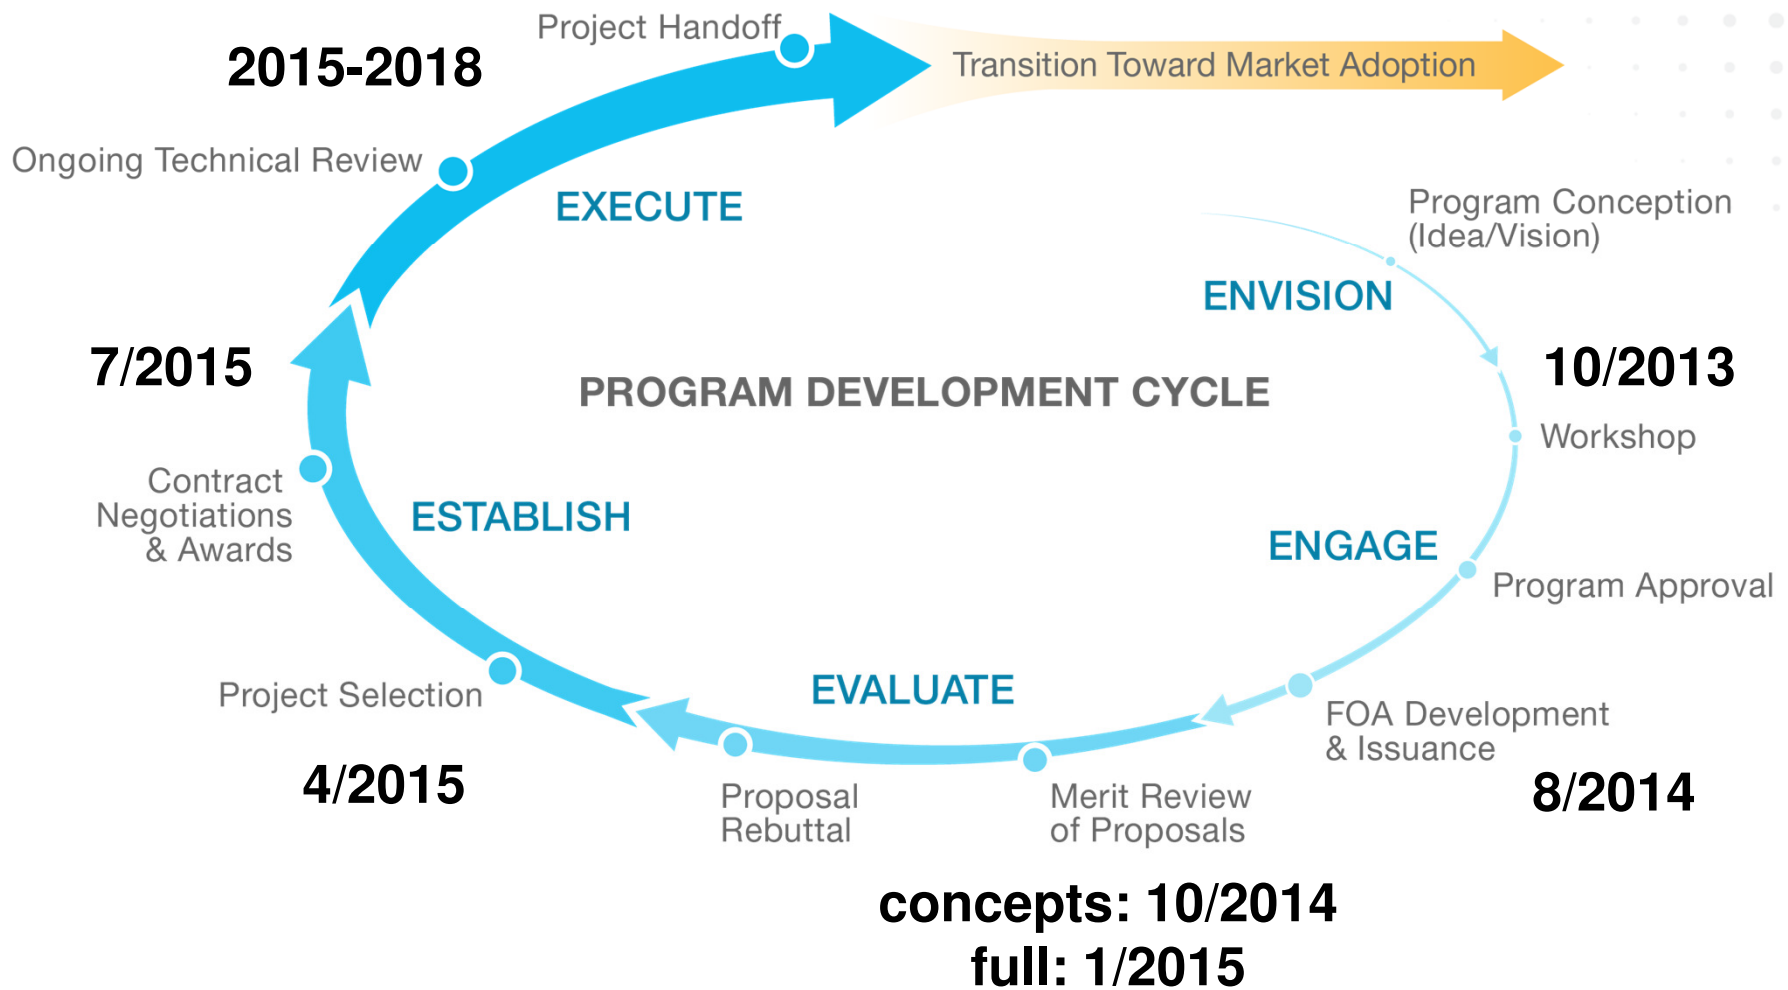 Project Handoff
2015-2018
Transition Toward Market Adoption
Ongoing Technical Review
EXECUTE
Program Conception
(Idea/Vision)
ENVISION
7/2015
10/2013
PROGRAM DEVELOPMENT CYCLE
Workshop
Contract
Negotiations
& Awards
ESTABLISH
ENGAGE
Program Approval
Project Selection
EVALUATE
FOA Development
& Issuance
4/2015
8/2014
Proposal
Rebuttal
Merit Review
of Proposals
concepts: 10/2014
full: 1/2015